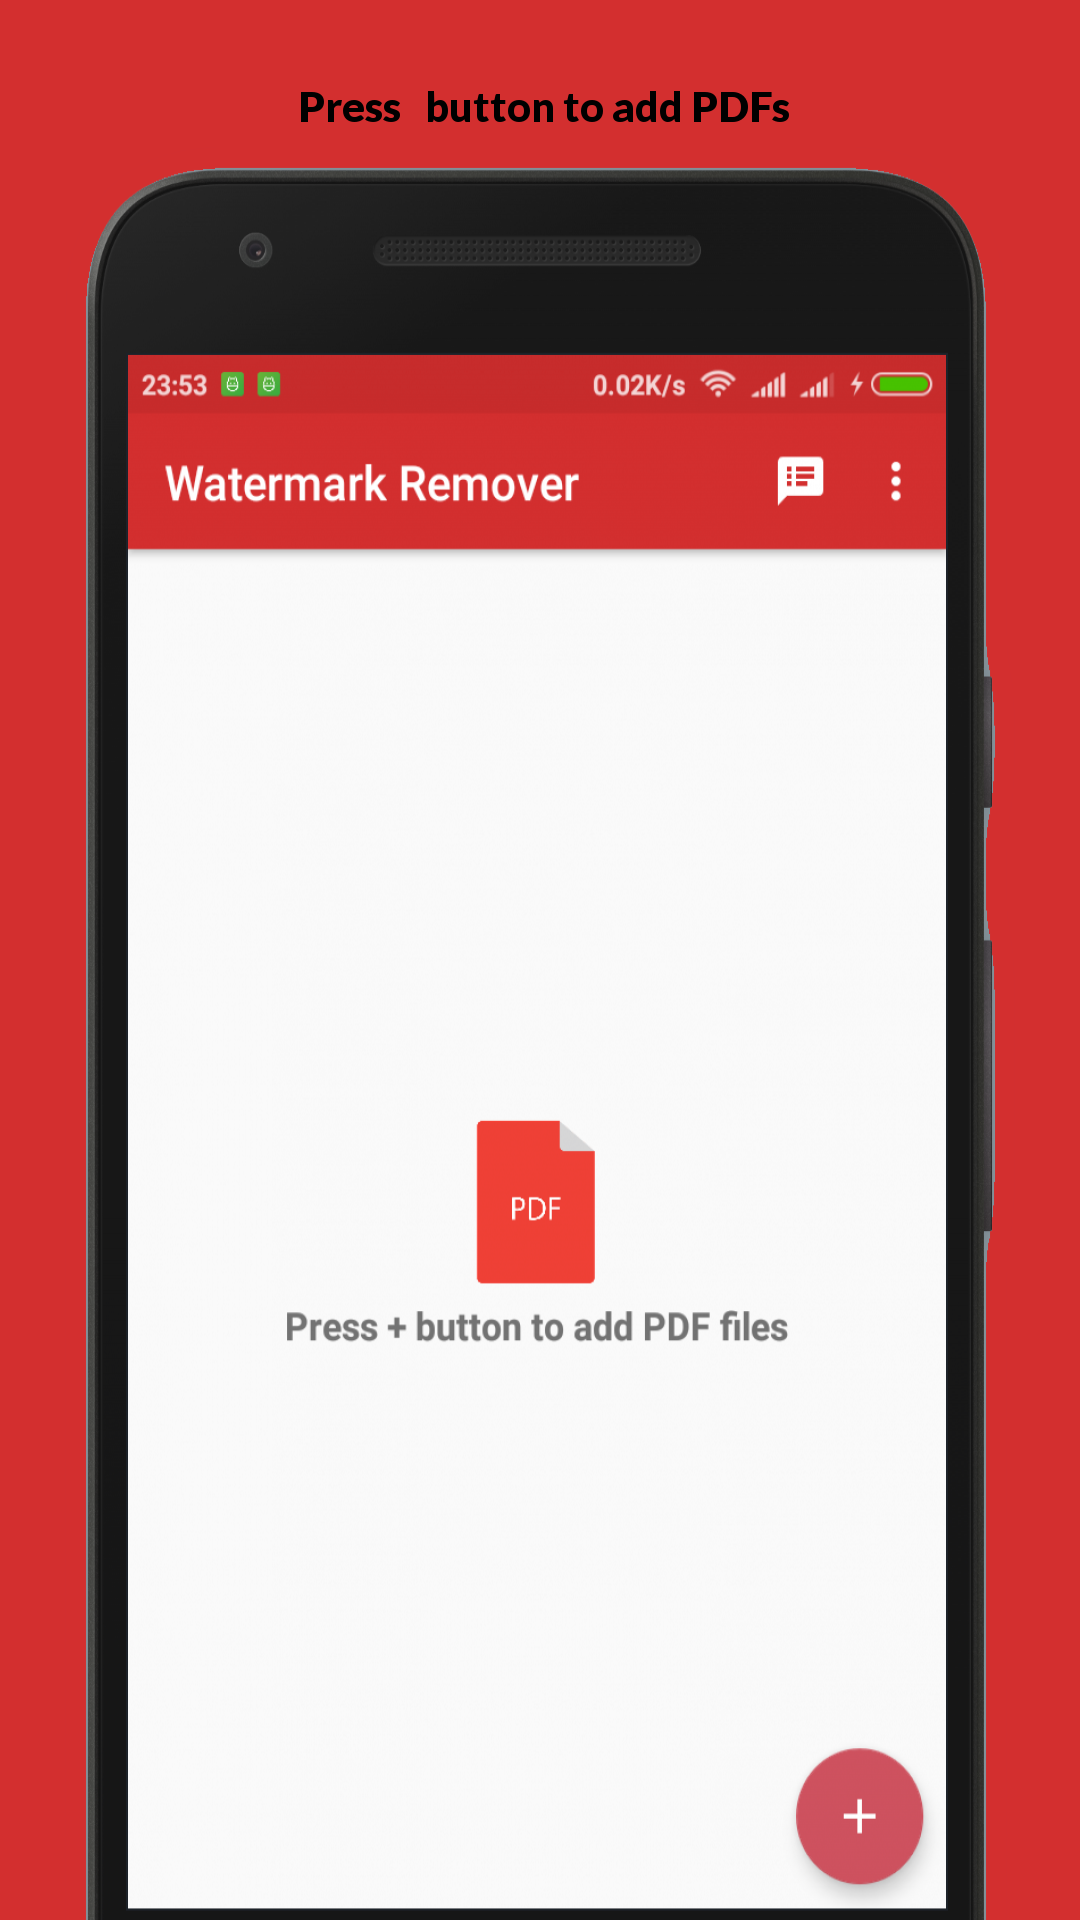 Press button to add PDFs
23:53 0.02K/s
Watermark Remover
PDF
Press + button to add PDF files
+